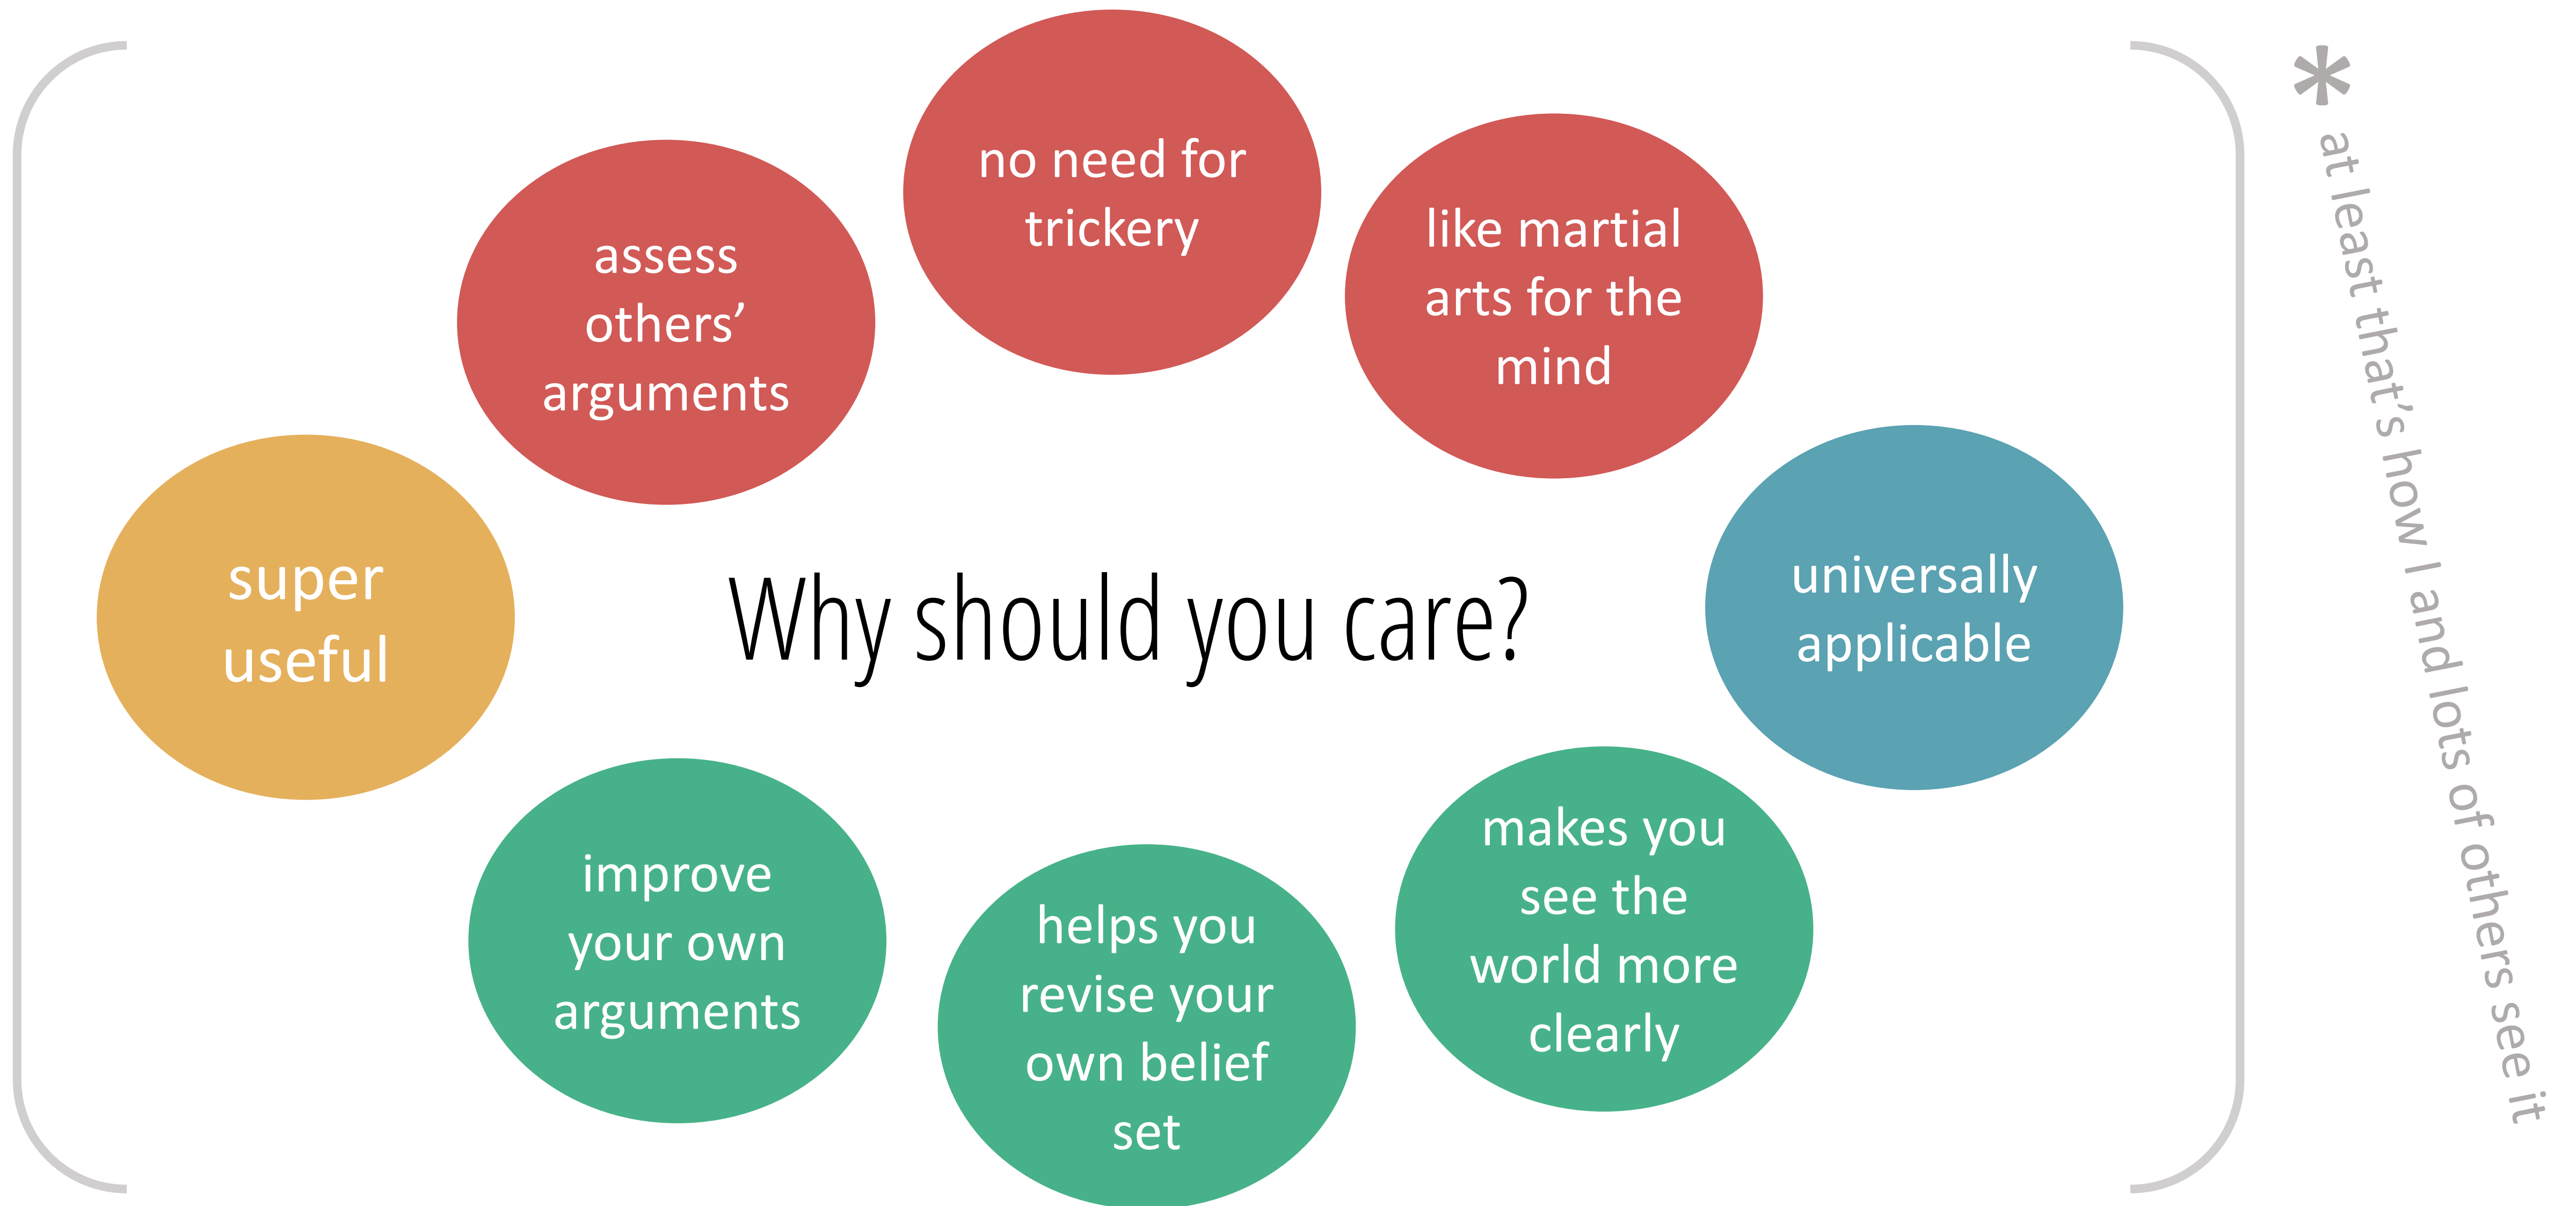 no need for
trickery
assess
others’
arguments
like martial
arts for the
mind
super
useful
Why should you care?
universally
applicable
improve
your own
arguments
helps you
revise your
own belief
set
makes you
see the
world more
clearly
* at least that’s how I and lots of others see it